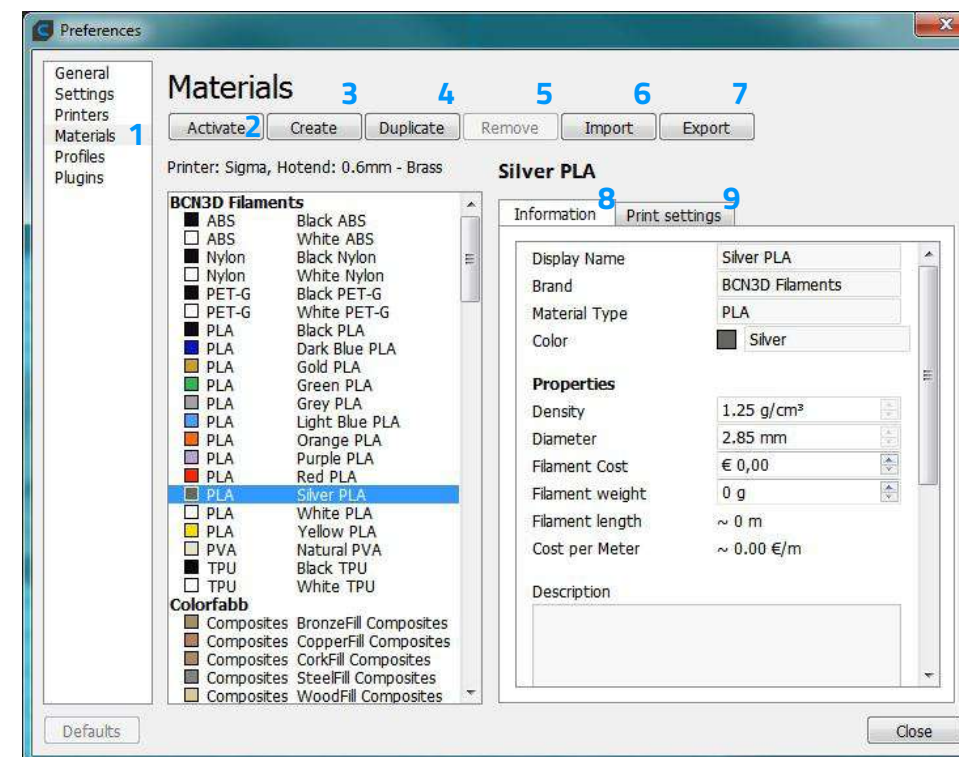 Preferences
General
Settings
Printers
Materials 1
Profiles
Plugins
Materials
3 4 5 6 7
Activate 2 Create Duplicate Remove Import Export
Printer: Sigma, Hotend: 0.6mm - Brass
BCN3D Filaments
ABS Black ABS
ABS White ABS
Nylon Black Nylon
Nylon White Nylon
PET-G Black PET-G
PET-G White PET-G
PLA Black PLA
PLA Dark Blue PLA
PLA Gold PLA
PLA Green PLA
PLA Grey PLA
PLA Light Blue PLA
PLA Orange PLA
PLA Purple PLA
PLA Red PLA
PLA Silver PLA
PLA White PLA
PLA Yellow PLA
PVA Natural PVA
TPU Black TPU
TPU White TPU
Colorfabb
Composites BronzeFill Composites
Composites CopperFill Composites
Composites CorkFill Composites
Composites SteelFill Composites
Composites WoodFill Composites
Silver PLA
Information 8 Print settings 9
Display Name Silver PLA
Brand BCN3D Filaments
Material Type PLA
Color Silver
Properties
Density 1.25 g/cm³
Diameter 2.85 mm
Filament Cost € 0,00
Filament weight 0 g
Filament length ~ 0 m
Cost per Meter ~ 0.00 €/m
Description
Defaults
Close